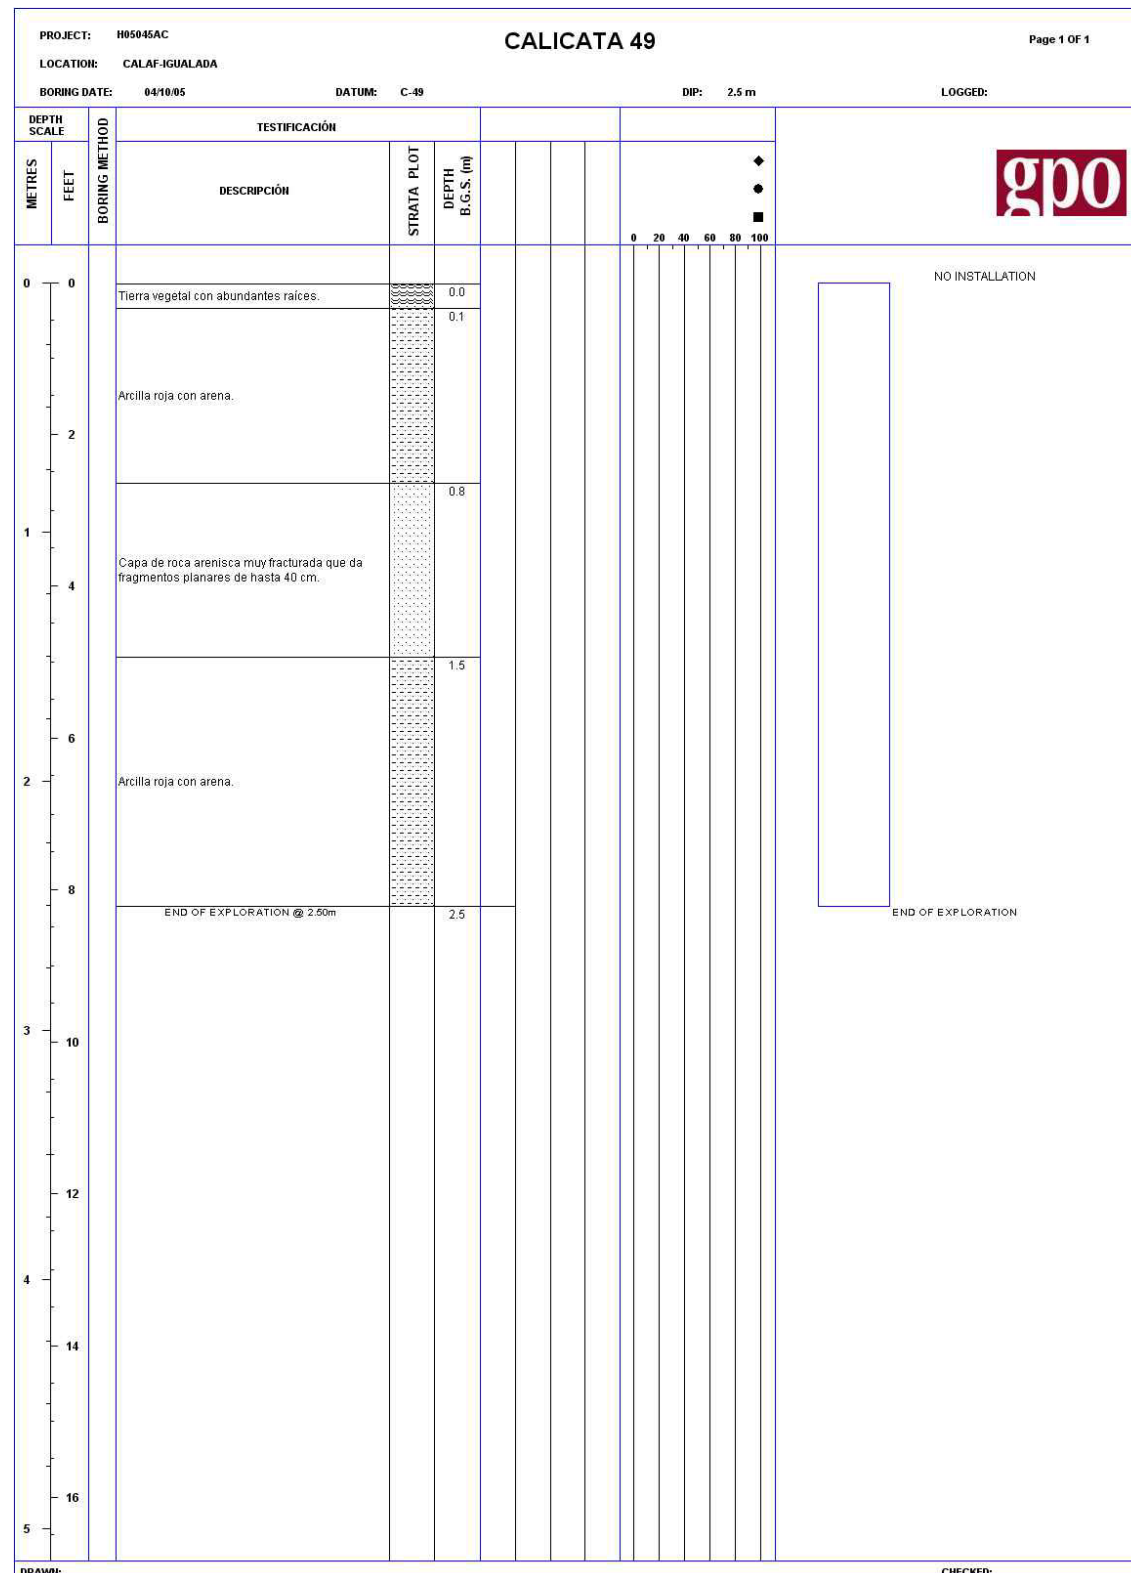 PROJECT: H05045AC
CALICATA 49
Page 1 OF 1
LOCATION: CALAF-IGUALADA
BORING DATE: 04/10/05 DATUM: C-49 DIP: 2.5 m LOGGED:
DEPTH SCALE
METRES
FEET
BORING METHOD
TESTIFICACIÓN
DESCRIPCIÓN
STRATA PLOT
DEPTH B.G.S. (m)
0 20 40 60 80 100
gpo
NO INSTALLATION
0 0
Tierra vegetal con abundantes raíces.
0.0
0.1
Arcilla roja con arena.
2
0.8
1
Capa de roca arenisca muy fracturada que da
fragmentos planares de hasta 40 cm.
4
1.5
6
2
Arcilla roja con arena.
8
END OF EXPLORATION @ 2.50m
2.5
END OF EXPLORATION
3
10
12
4
14
16
5
DRAWN:
CHECKED: